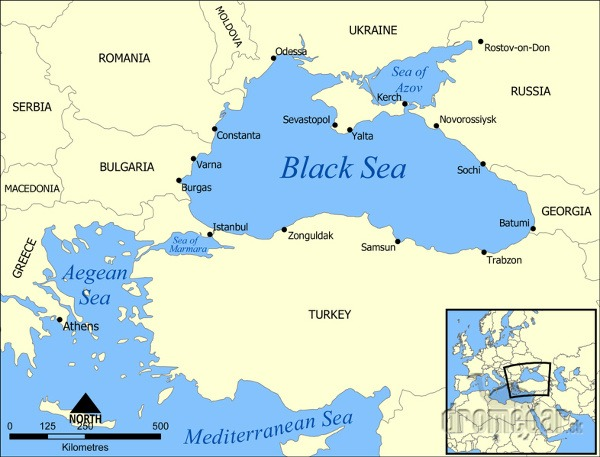 MOLDOVA
UKRAINE
ROMANIA
Odessa
Rostov-on-Don
Sea of
Azov
Kerch
RUSSIA
SERBIA
Sevastopol
Yalta
Novorossiysk
Constanta
BULGARIA
Varna
Black Sea
Sochi
MACEDONIA
Burgas
Batumi
GEORGIA
Istanbul
Zonguldak
Samsun
Trabzon
Sea of
Marmara
GREECE
Aegean
Sea
TURKEY
Athens
NORTH
0 125 250 500
Kilometres
Mediterranean Sea